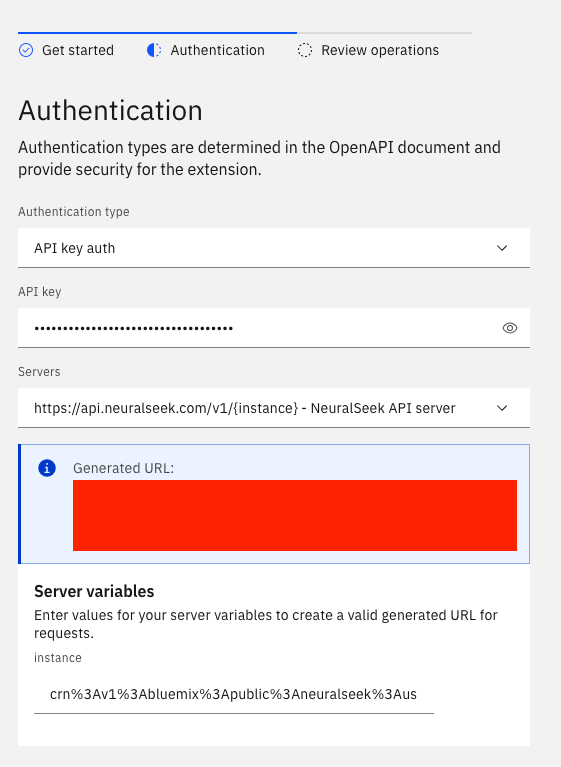 Get started
Authentication
Review operations
Authentication
Authentication types are determined in the OpenAPI document and
provide security for the extension.
Authentication type
API key auth
API key
•••••••••••••••••••••••••••••••••••
Servers
https://api.neuralseek.com/v1/{instance} - NeuralSeek API server
Generated URL:
Server variables
Enter values for your server variables to create a valid generated URL for
requests.
instance
crn%3Av1%3Abluemix%3Apublic%3Aneuralseek%3Aus